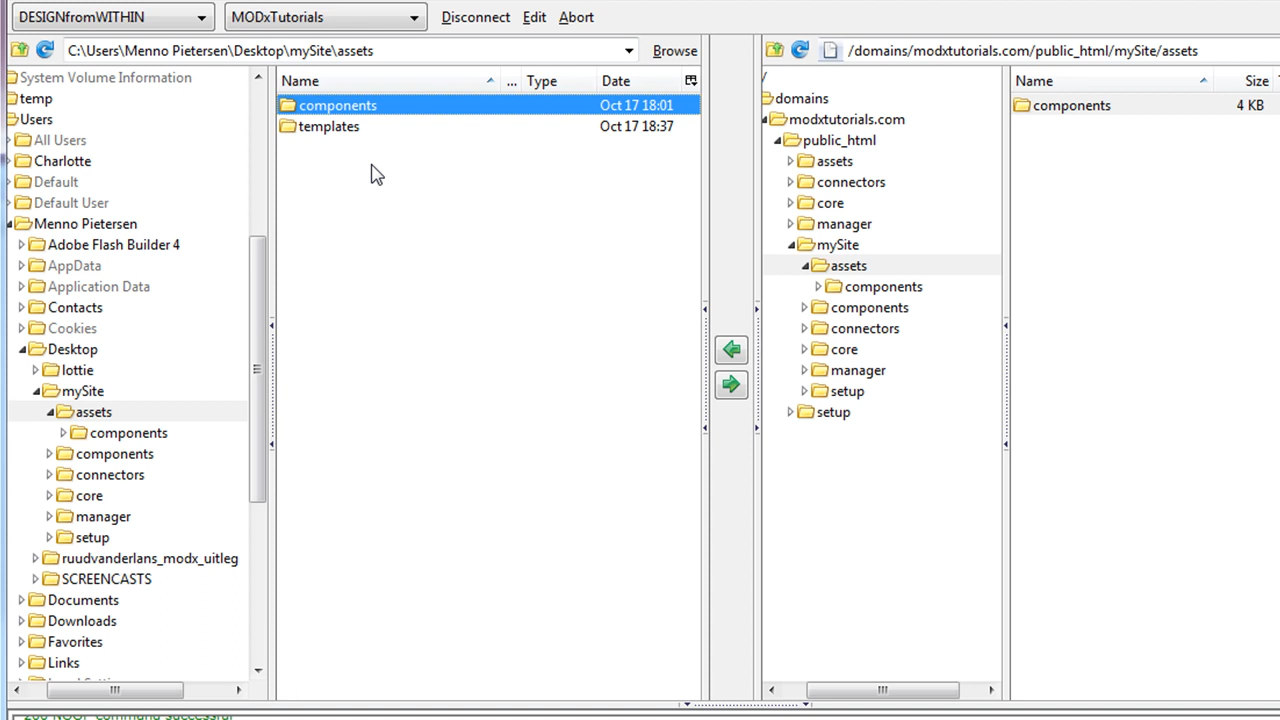 DESIGNfromWITHIN
MODxTutorials
Disconnect
Edit
Abort
C:\Users\Menno Pietersen\Desktop\mySite\assets
Browse
/domains/modxtutorials.com/public_html/mySite/assets
System Volume Information
temp
Users
All Users
Charlotte
Default
Default User
Menno Pietersen
Adobe Flash Builder 4
AppData
Application Data
Contacts
Cookies
Desktop
lottie
mySite
assets
components
components
connectors
core
manager
setup
ruudvanderlans_modx_uitleg
SCREENCASTS
Documents
Downloads
Favorites
Links
Name ... Type Date
components Oct 17 18:01
templates Oct 17 18:37
/
domains
modxtutorials.com
public_html
assets
connectors
core
manager
mySite
assets
components
components
connectors
core
manager
setup
setup
Name Size
components 4 KB
200 NOOP command successful